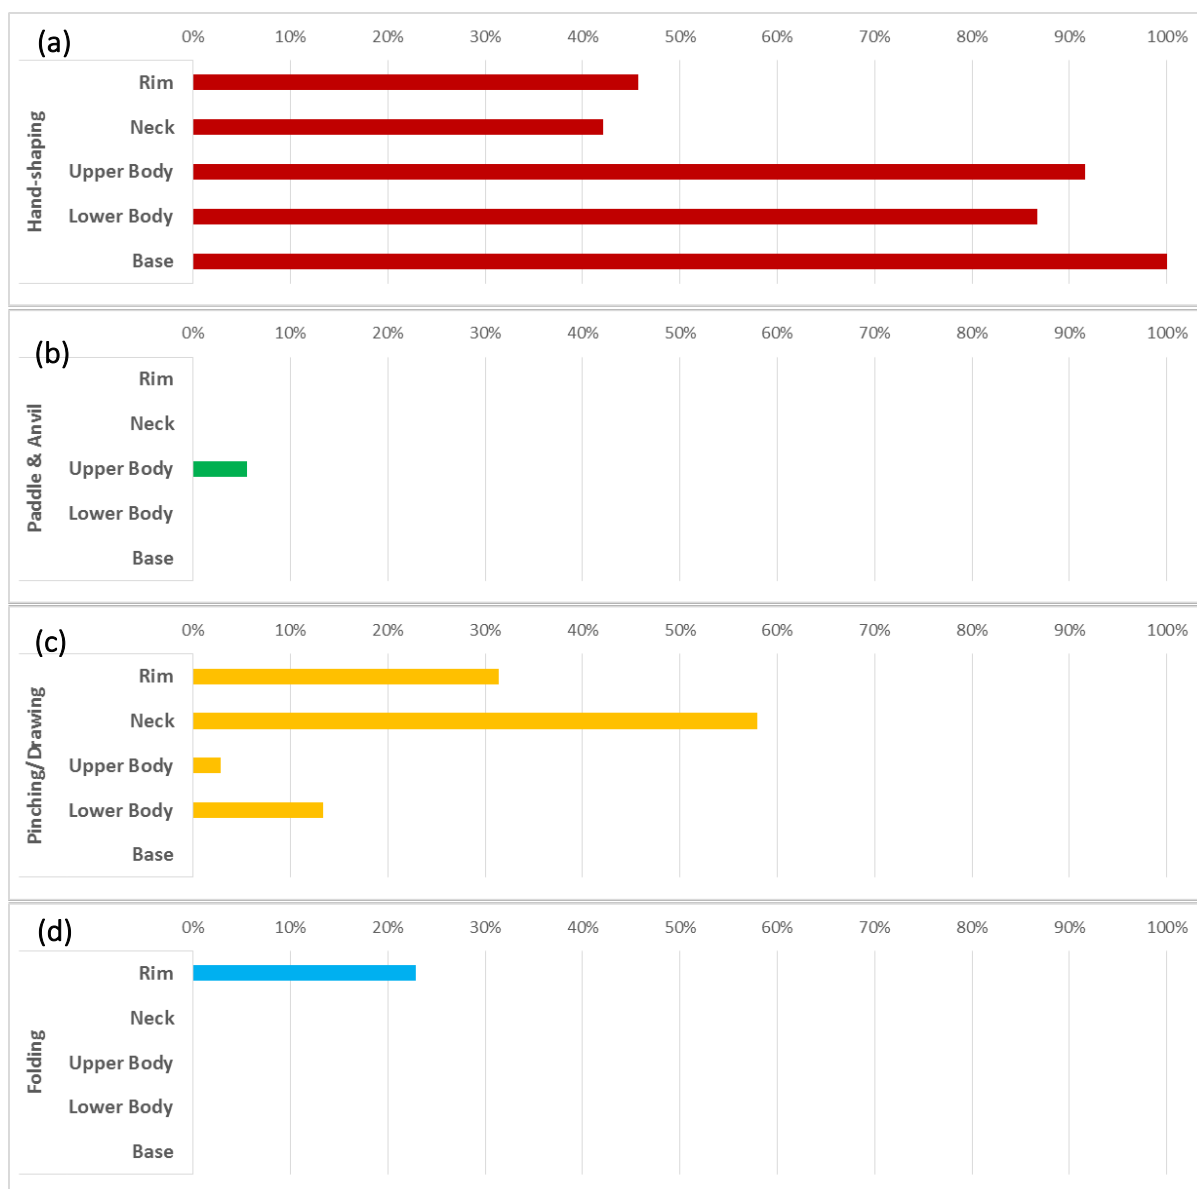 (a)
0% 10% 20% 30% 40% 50% 60% 70% 80% 90% 100%
Hand-shaping
Rim
Neck
Upper Body
Lower Body
Base
(b)
0% 10% 20% 30% 40% 50% 60% 70% 80% 90% 100%
Paddle & Anvil
Rim
Neck
Upper Body
Lower Body
Base
(c)
0% 10% 20% 30% 40% 50% 60% 70% 80% 90% 100%
Pinching/Drawing
Rim
Neck
Upper Body
Lower Body
Base
(d)
0% 10% 20% 30% 40% 50% 60% 70% 80% 90% 100%
Folding
Rim
Neck
Upper Body
Lower Body
Base